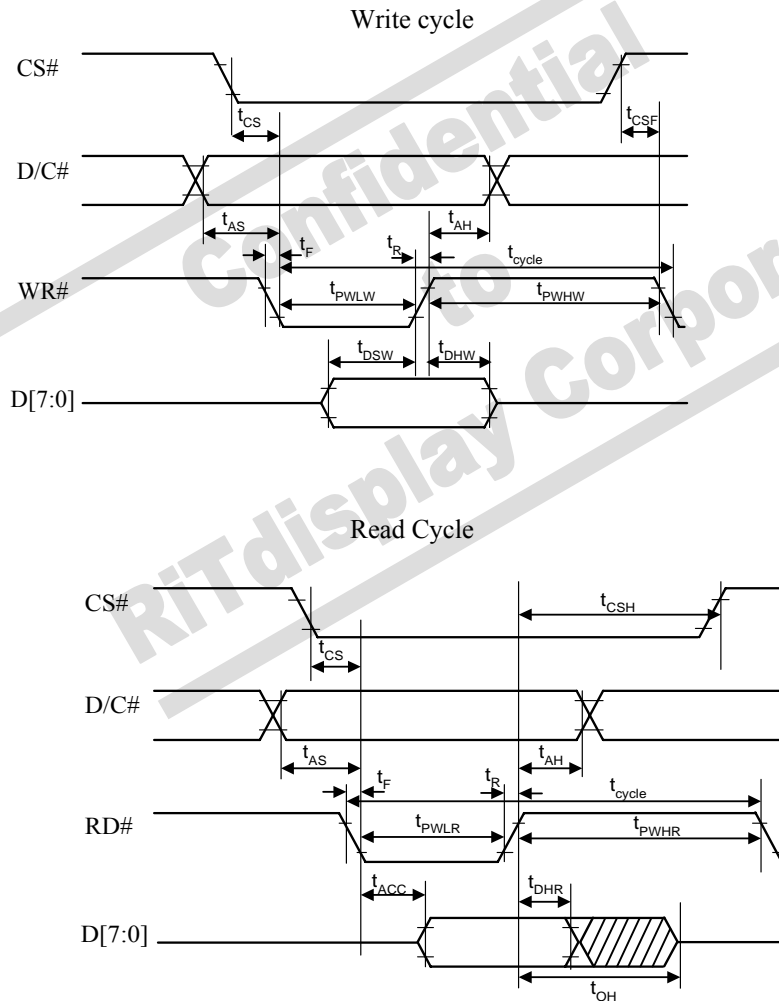 Write cycle
CS#
tCS
tCSF
D/C#
tAS
tAH
tF
tR
tcycle
WR#
tPWLW
tPWHW
tDSW
tDHW
D[7:0]
Read Cycle
CS#
tCSH
tCS
D/C#
tAS
tAH
tF
tR
tcycle
RD#
tPWLR
tPWHR
tACC
tDHR
D[7:0]
tOH
Confidential
to
RiTdisplay Corpor